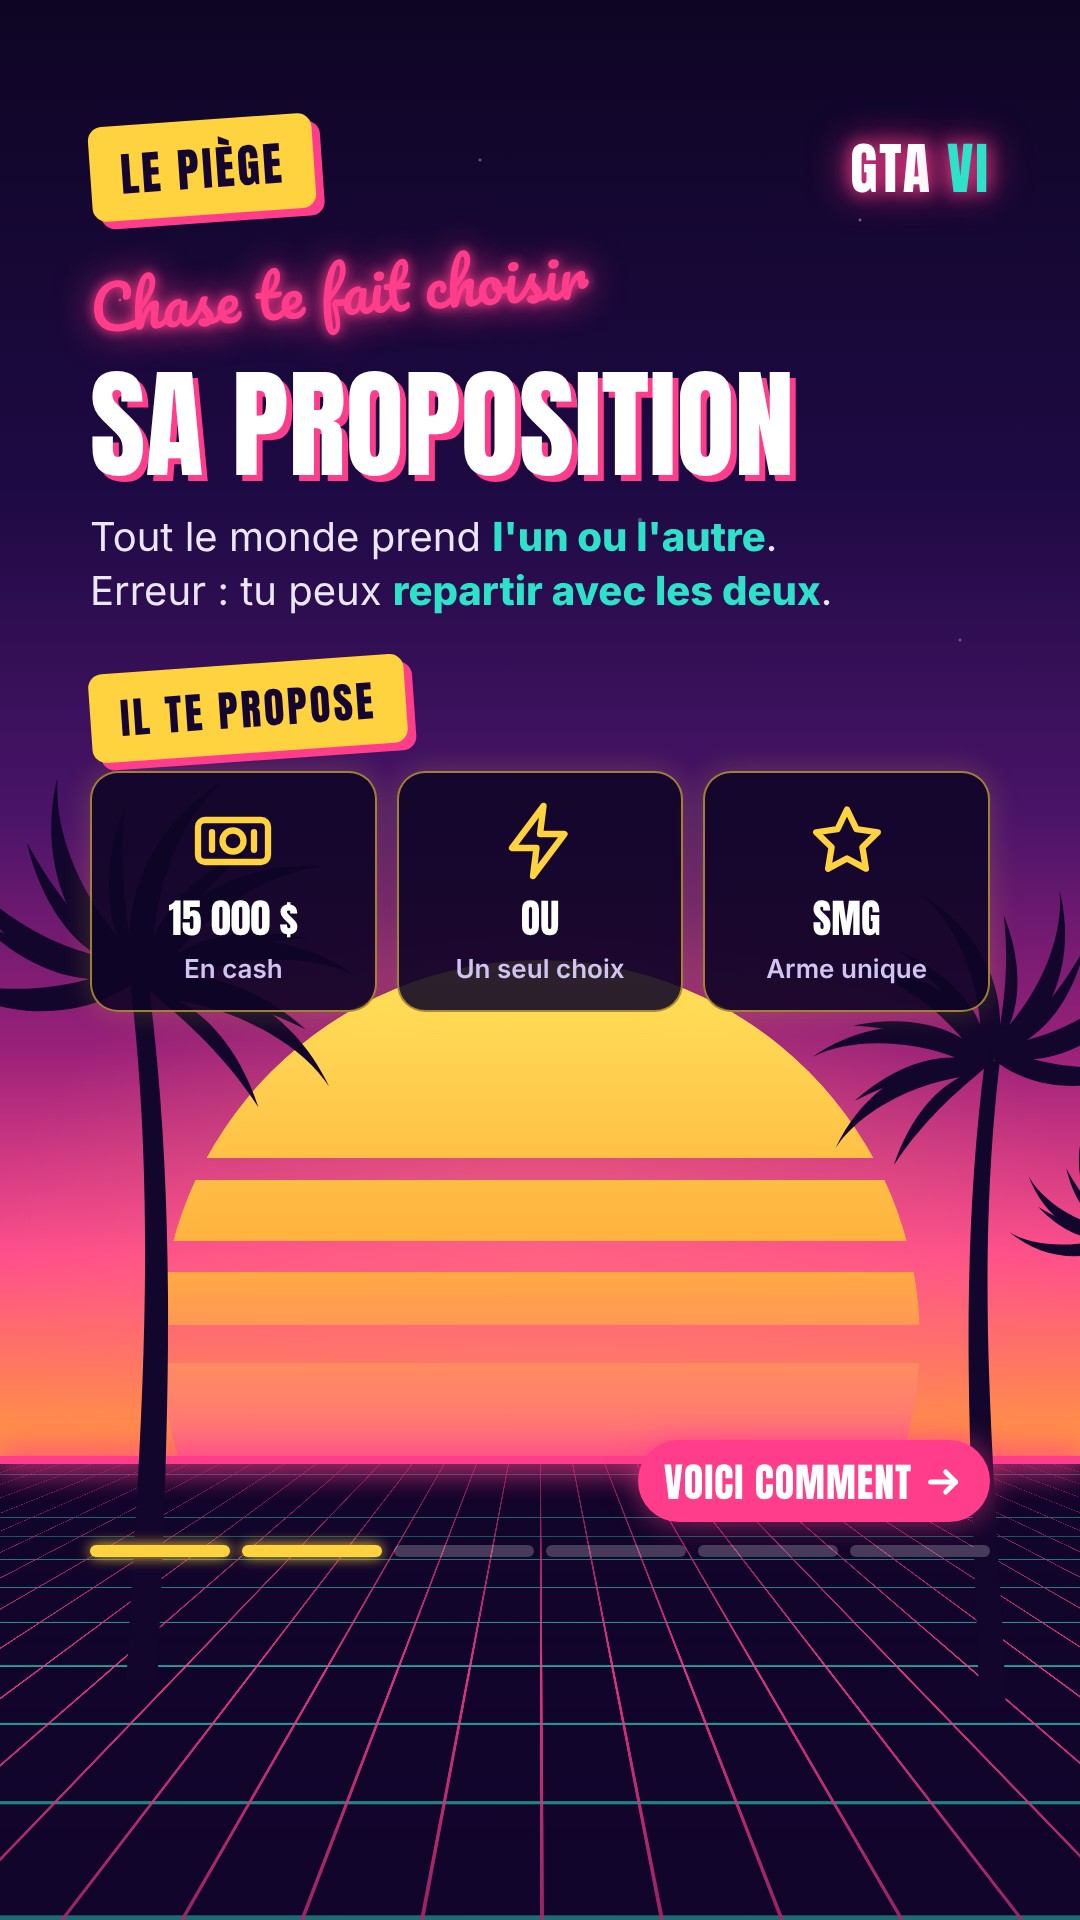 LE PIÈGE
GTA VI
Chase te fait choisir
SA PROPOSITION
Tout le monde prend l'un ou l'autre.
Erreur : tu peux repartir avec les deux.
IL TE PROPOSE
15 000 $
En cash
OU
Un seul choix
SMG
Arme unique
VOICI COMMENT →